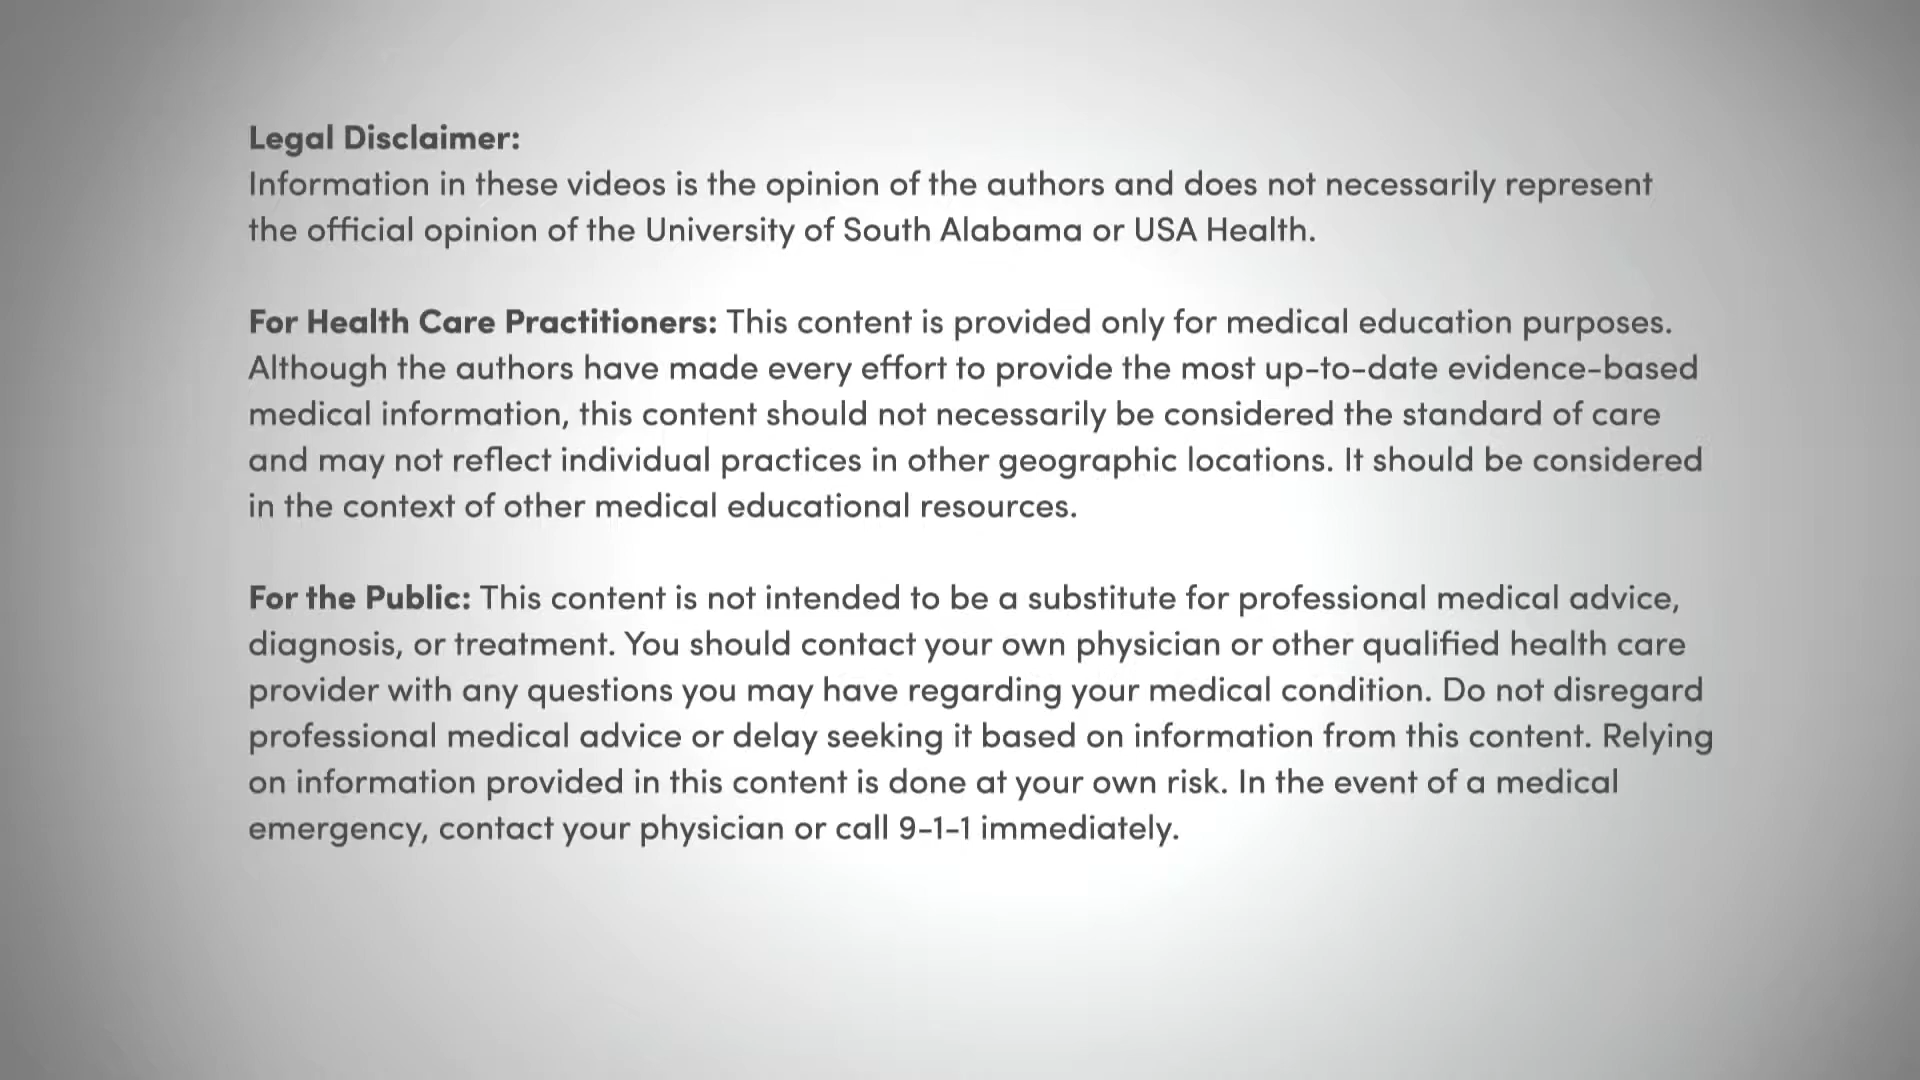 Legal Disclaimer:
Information in these videos is the opinion of the authors and does not necessarily represent
the official opinion of the University of South Alabama or USA Health.
For Health Care Practitioners: This content is provided only for medical education purposes.
Although the authors have made every effort to provide the most up-to-date evidence-based
medical information, this content should not necessarily be considered the standard of care
and may not reflect individual practices in other geographic locations. It should be considered
in the context of other medical educational resources.
For the Public: This content is not intended to be a substitute for professional medical advice,
diagnosis, or treatment. You should contact your own physician or other qualified health care
provider with any questions you may have regarding your medical condition. Do not disregard
professional medical advice or delay seeking it based on information from this content. Relying
on information provided in this content is done at your own risk. In the event of a medical
emergency, contact your physician or call 9-1-1 immediately.